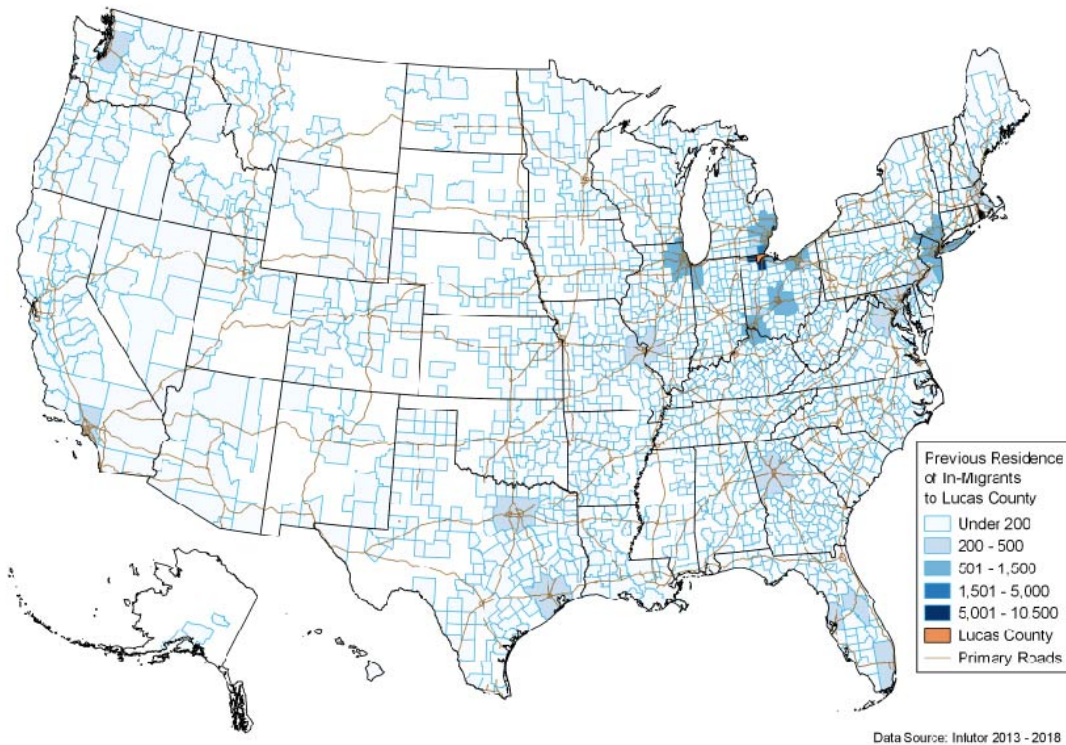 Previous Residence
of In-Migrants
to Lucas County
Under 200
200 - 500
501 - 1,500
1,501 - 5,000
5,001 - 10 500
Lucas County
Primary Roads
Data Source: Infutor 2013 - 2018